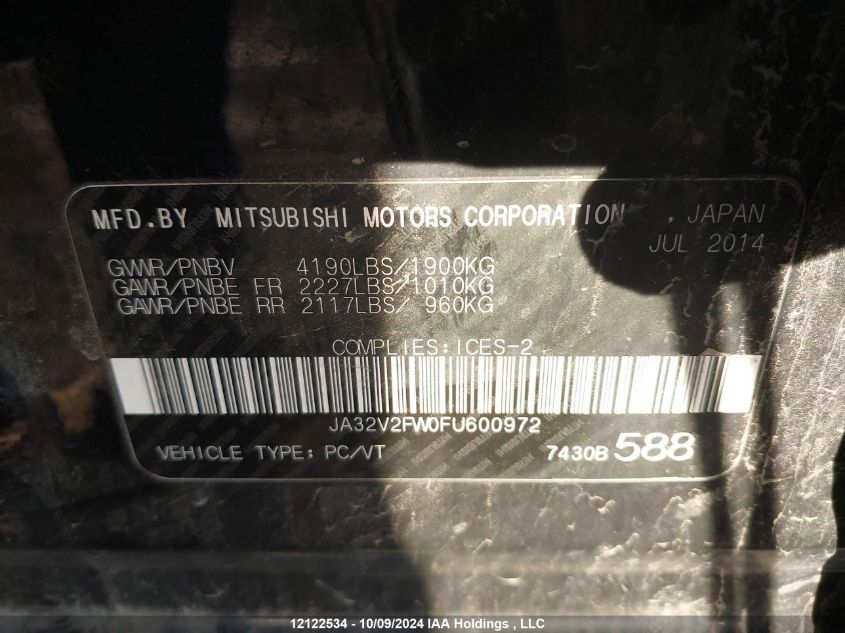 MFD.BY MITSUBISHI MOTORS CORPORATION , JAPAN
JUL 2014
GVWR/PNBV 4190LBS/1900KG
GAWR/PNBE FR 2227LBS/1010KG
GAWR/PNBE RR 2117LBS/ 960KG
COMPLIES:ICES-2
JA32V2FW0FU600972
VEHICLE TYPE: PC/VT 7430B 588
12122534 - 10/09/2024 IAA Holdings , LLC